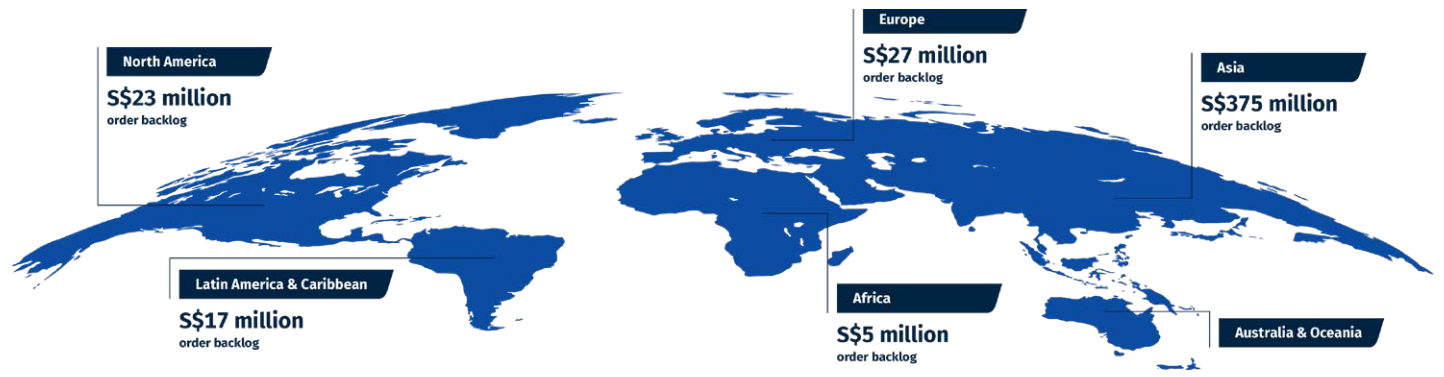 Europe
S$27 million
order backlog
North America
S$23 million
order backlog
Asia
S$375 million
order backlog
Latin America & Caribbean
S$17 million
order backlog
Africa
S$5 million
order backlog
Australia & Oceania